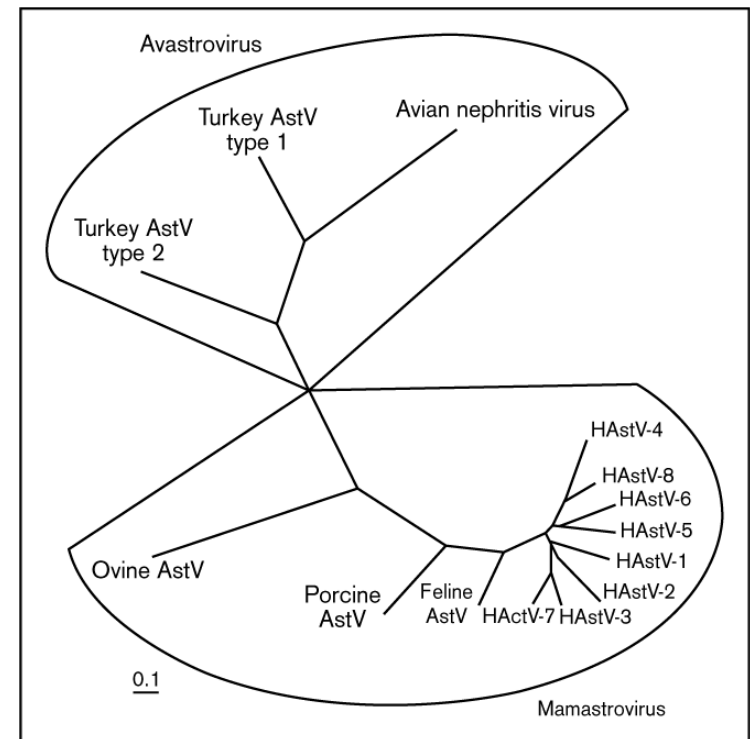 Avastrovirus
Turkey AstV
type 1
Avian nephritis virus
Turkey AstV
type 2
HAstV-4
HAstV-8
HAstV-6
HAstV-5
HAstV-1
HAstV-2
HActV-7
HAstV-3
Feline
AstV
Porcine
AstV
Ovine AstV
0.1
Mamastrovirus